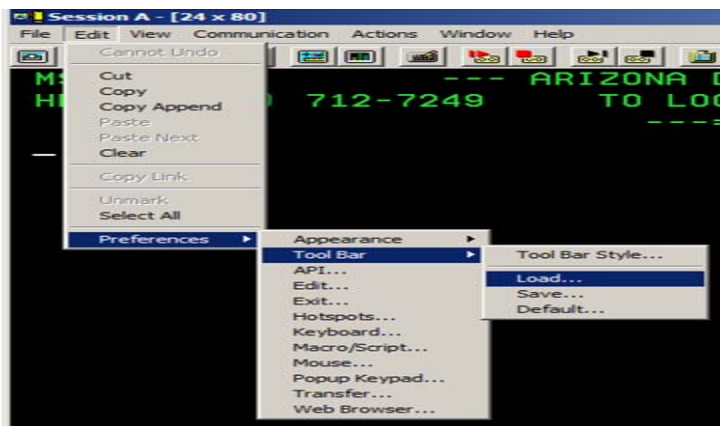 Session A - [24 x 80]
File Edit View Communication Actions Window Help
Cannot Undo
Cut
Copy
Copy Append
Paste
Paste Next
Clear
Copy Link
Unmark
Select All
Preferences
Appearance
Tool Bar
API...
Edit...
Exit...
Hotspots...
Keyboard...
Macro/Script...
Mouse...
Popup Keypad...
Transfer...
Web Browser...
Tool Bar Style...
Load...
Save...
Default...
--- ARIZONA
712-7249 TO LOC
---=